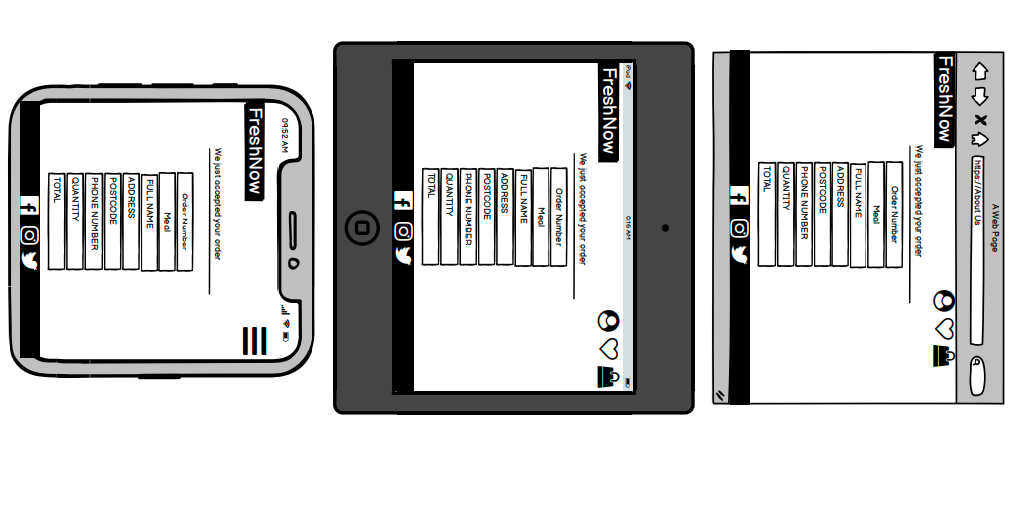 A Web Page
https://About Us
FreshNow
We just accepted your order
Order Number
Meal
FULL NAME
ADDRESS
POSTCODE
PHONE NUMBER
QUANTITY
TOTAL
iPod
FreshNow
We just accepted your order
Order Number
Meal
FULL NAME
ADDRESS
POSTCODE
PHONE NUMBER
QUANTITY
TOTAL
09:52 AM
FreshNow
We just accepted your order
Order Number
Meal
FULL NAME
ADDRESS
POSTCODE
PHONE NUMBER
QUANTITY
TOTAL